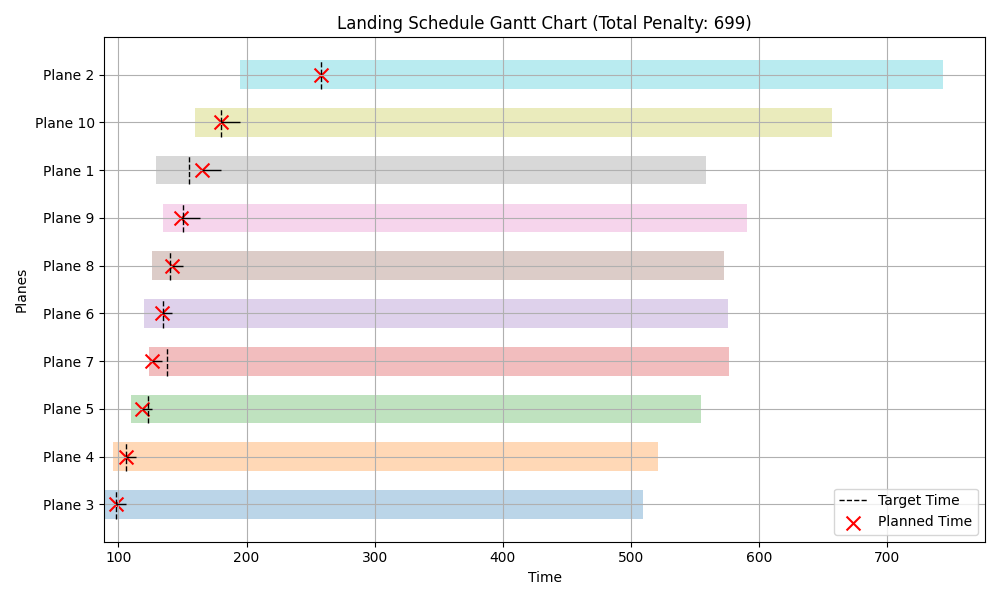 Landing Schedule Gantt Chart (Total Penalty: 699)
Plane 2
Plane 10
Plane 1
Plane 9
Plane 8
Plane 6
Plane 7
Plane 5
Plane 4
Plane 3
Planes
Target Time
Planned Time
100 200 300 400 500 600 700
Time